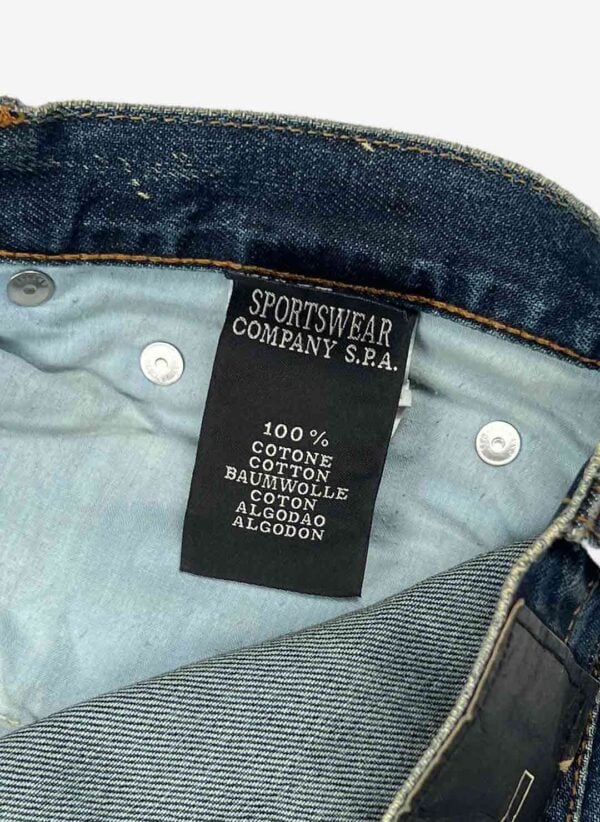 SPORTSWEAR
COMPANY S.P.A.
100 %
COTONE
COTTON
BAUMWOLLE
COTON
ALGODAO
ALGODON